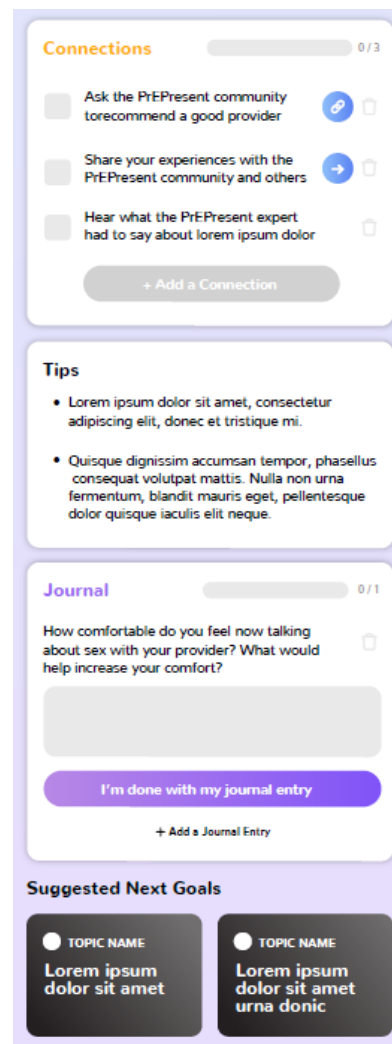 Connections 0 / 3
Ask the PrEPresent community
torecommend a good provider
Share your experiences with the
PrEPresent community and others
Hear what the PrEPresent expert
had to say about lorem ipsum dolor
+ Add a Connection
Tips
• Lorem ipsum dolor sit amet, consectetur
adipiscing elit, donec et tristique mi.
• Quisque dignissim accumsan tempor, phasellus
consequat volutpat mattis. Nulla non urna
fermentum, blandit mauris eget, pellentesque
dolor quisque iaculis elit neque.
Journal 0 / 1
How comfortable do you feel now talking
about sex with your provider? What would
help increase your comfort?
I'm done with my journal entry
+ Add a Journal Entry
Suggested Next Goals
TOPIC NAME
Lorem ipsum
dolor sit amet
TOPIC NAME
Lorem ipsum
dolor sit amet
urna donic